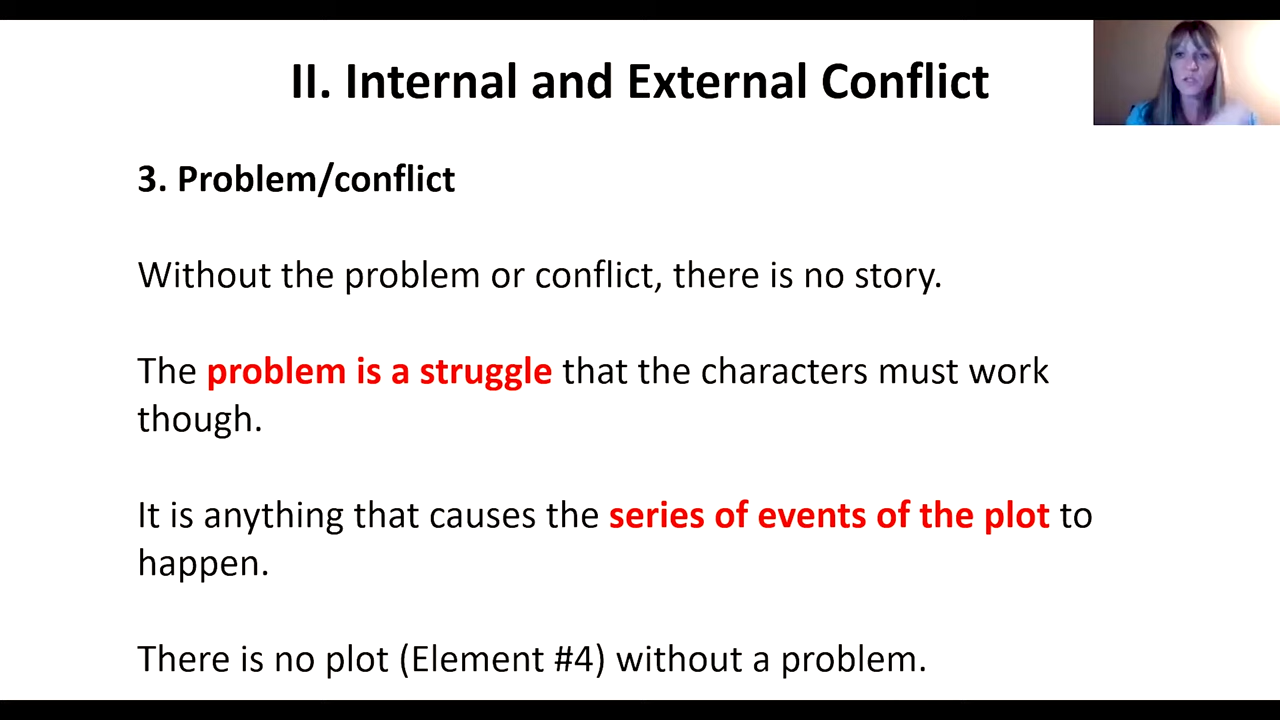 II. Internal and External Conflict
3. Problem/conflict
Without the problem or conflict, there is no story.
The problem is a struggle that the characters must work
though.
It is anything that causes the series of events of the plot to
happen.
There is no plot (Element #4) without a problem.